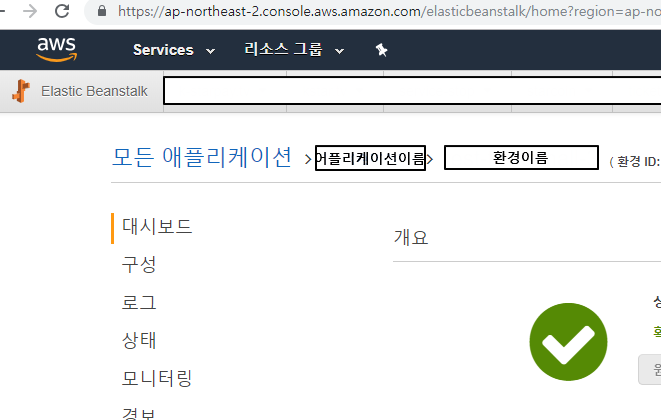 https://ap-northeast-2.console.aws.amazon.com/elasticbeanstalk/home?region=ap-no
aws Services 리소스 그룹
Elastic Beanstalk
모든 애플리케이션 > 어플리케이션이름 > 환경이름 ( 환경 ID:
대시보드
개요
구성
로그
상태
모니터링
경보